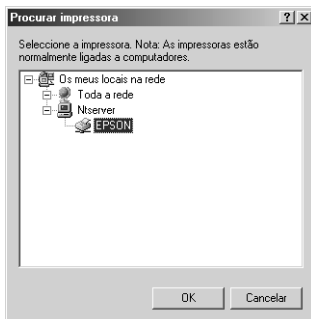 Procurar impressora
Seleccione a impressora. Nota: As impressoras estão
normalmente ligadas a computadores.
Os meus locais na rede
Toda a rede
Ntserver
EPSON
OK Cancelar